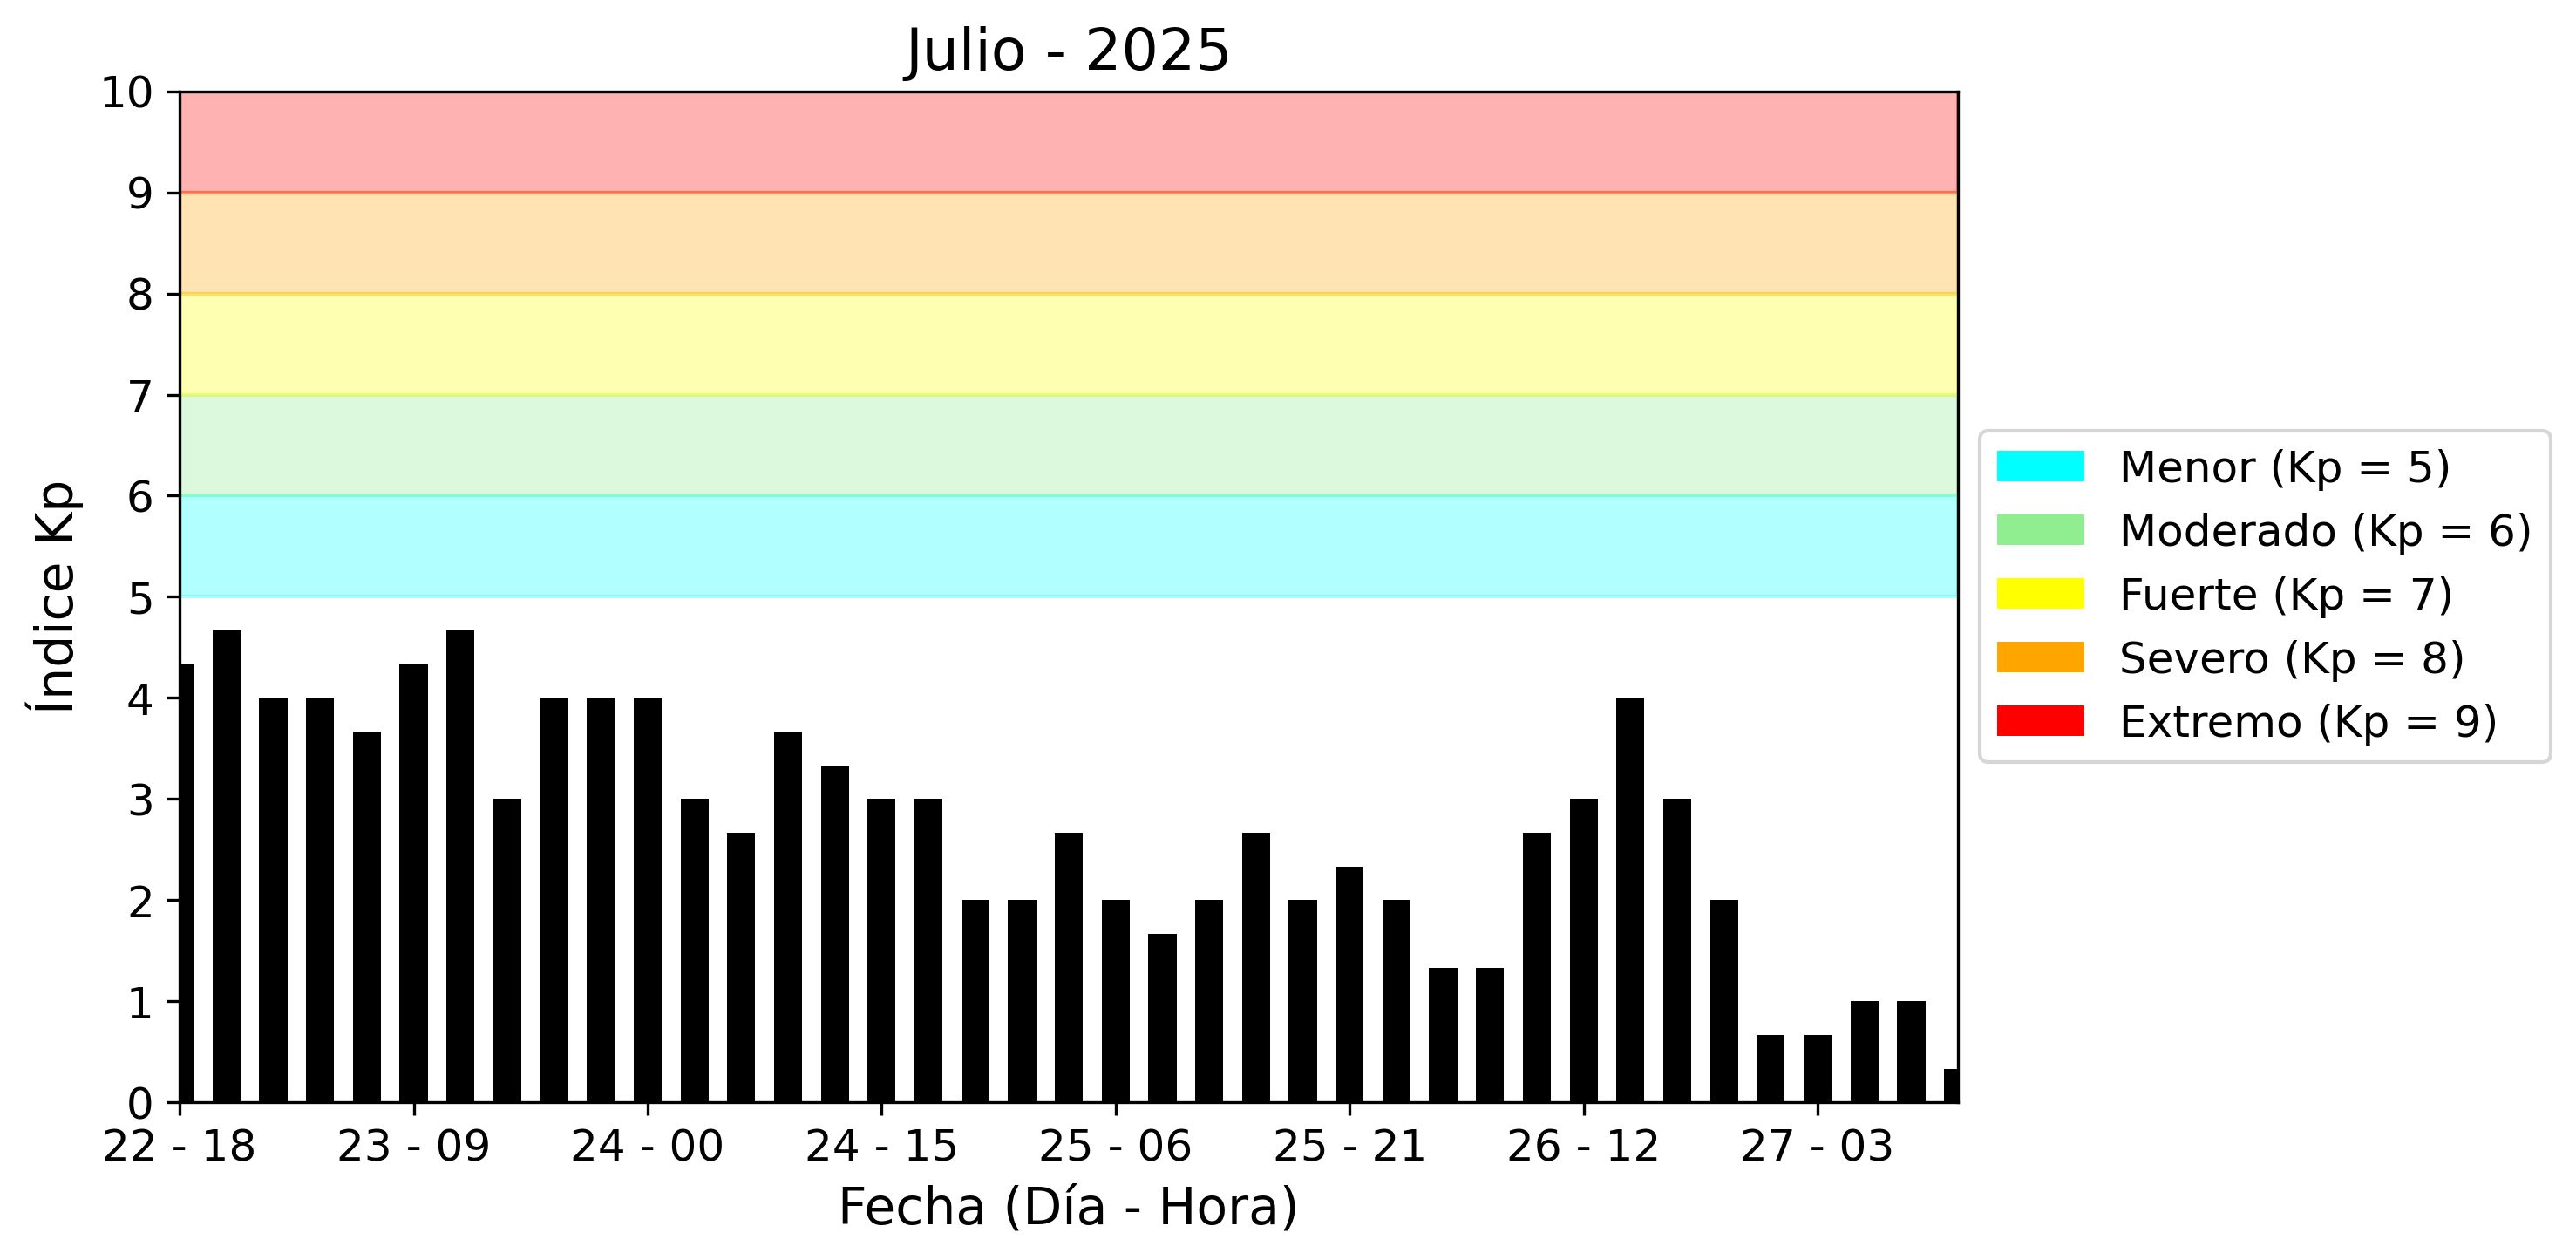 Julio - 2025
10
9
8
7
6
5
4
3
2
1
0
Índice Kp
22 - 18
23 - 09
24 - 00
24 - 15
25 - 06
25 - 21
26 - 12
27 - 03
Fecha (Día - Hora)
Menor (Kp = 5)
Moderado (Kp = 6)
Fuerte (Kp = 7)
Severo (Kp = 8)
Extremo (Kp = 9)